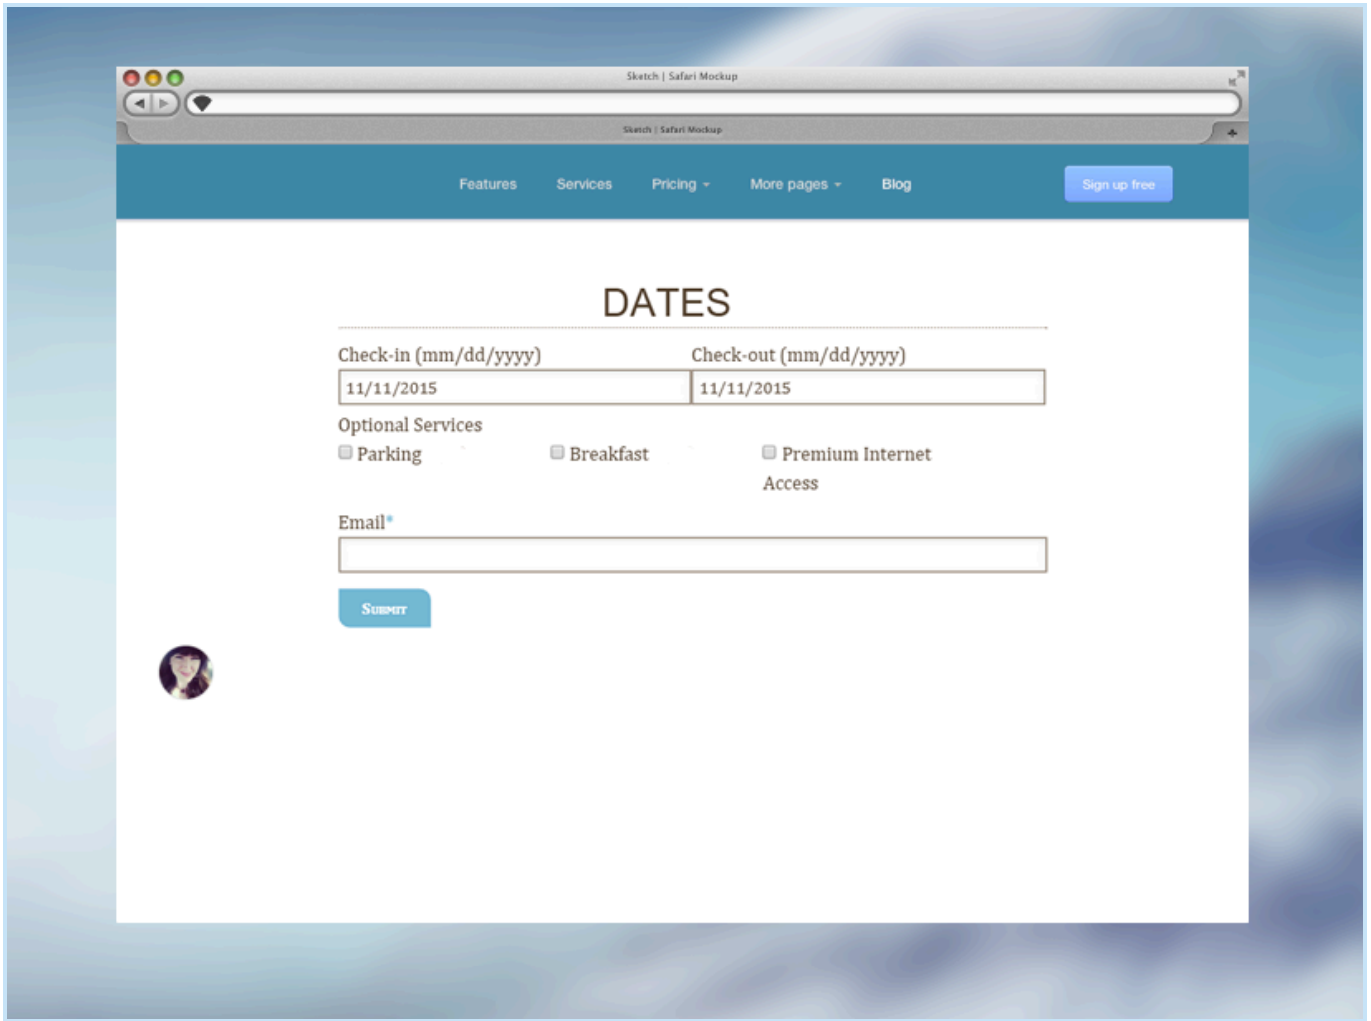 Sketch | Safari Mockup
Sketch | Safari Mockup
Features Services Pricing More pages Blog Sign up free
DATES
Check-in (mm/dd/yyyy) Check-out (mm/dd/yyyy)
11/11/2015 11/11/2015
Optional Services
Parking Breakfast Premium Internet
Access
Email*
Submit